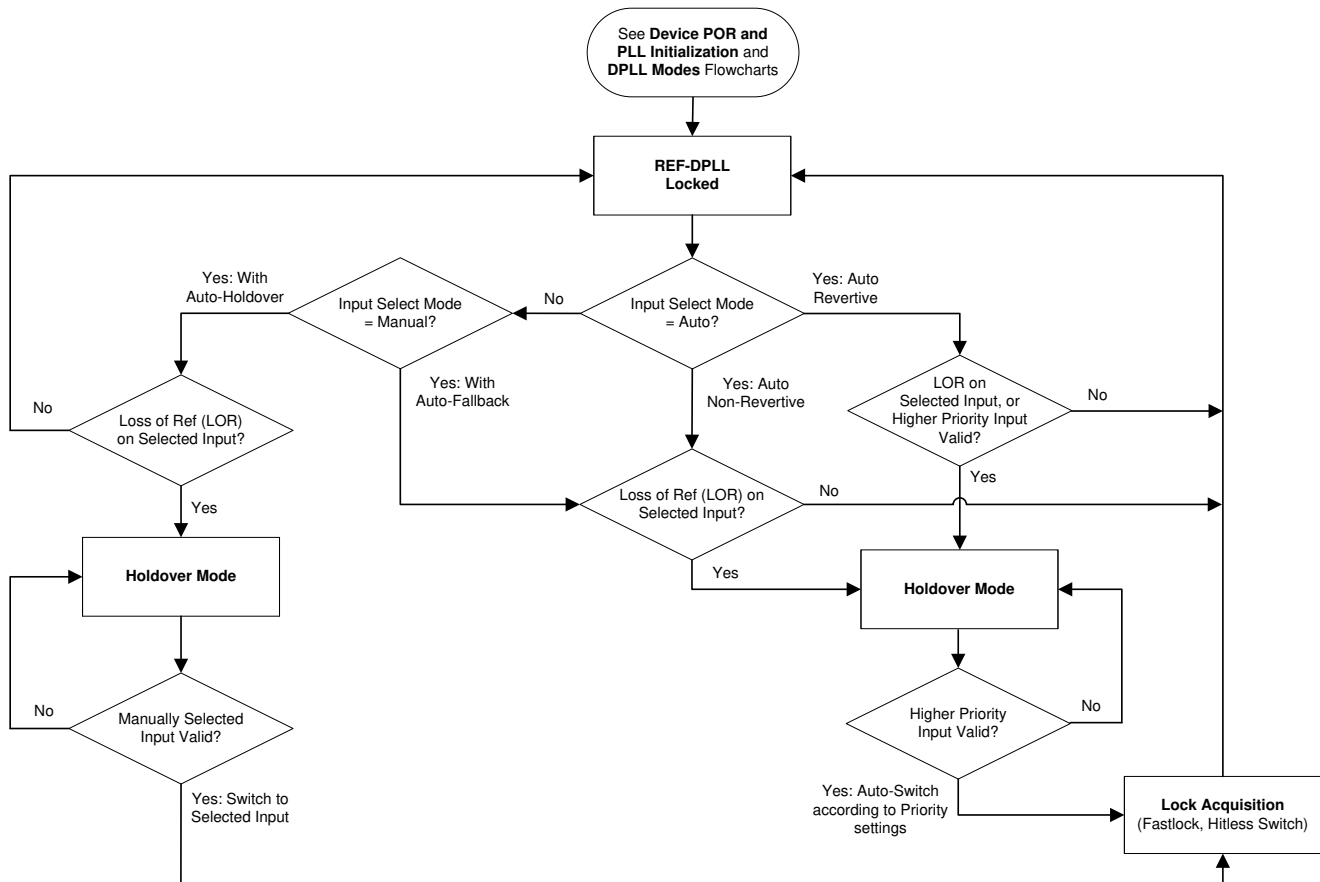 See Device POR and
PLL Initialization and
DPLL Modes Flowcharts
REF-DPLL
Locked
Yes: With
Auto-Holdover
Input Select Mode
= Manual?
No
Input Select Mode
= Auto?
Yes: Auto
Revertive
No
Loss of Ref (LOR)
on Selected Input?
Yes: With
Auto-Fallback
Yes: Auto
Non-Revertive
LOR on
Selected Input, or
Higher Priority Input
Valid?
No
Yes
Loss of Ref (LOR) on
Selected Input?
No
Yes
Holdover Mode
Yes
Holdover Mode
No
Manually Selected
Input Valid?
Higher Priority
Input Valid?
No
Yes: Switch to
Selected Input
Yes: Auto-Switch
according to Priority
settings
Lock Acquisition
(Fastlock, Hitless Switch)